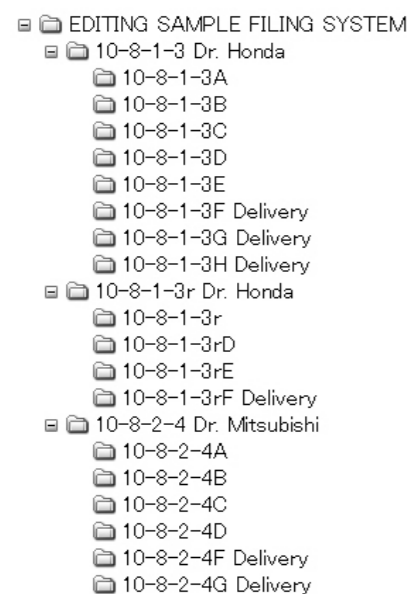 EDITING SAMPLE FILING SYSTEM
10-8-1-3 Dr. Honda
10-8-1-3A
10-8-1-3B
10-8-1-3C
10-8-1-3D
10-8-1-3E
10-8-1-3F Delivery
10-8-1-3G Delivery
10-8-1-3H Delivery
10-8-1-3r Dr. Honda
10-8-1-3r
10-8-1-3rD
10-8-1-3rE
10-8-1-3rF Delivery
10-8-2-4 Dr. Mitsubishi
10-8-2-4A
10-8-2-4B
10-8-2-4C
10-8-2-4D
10-8-2-4F Delivery
10-8-2-4G Delivery